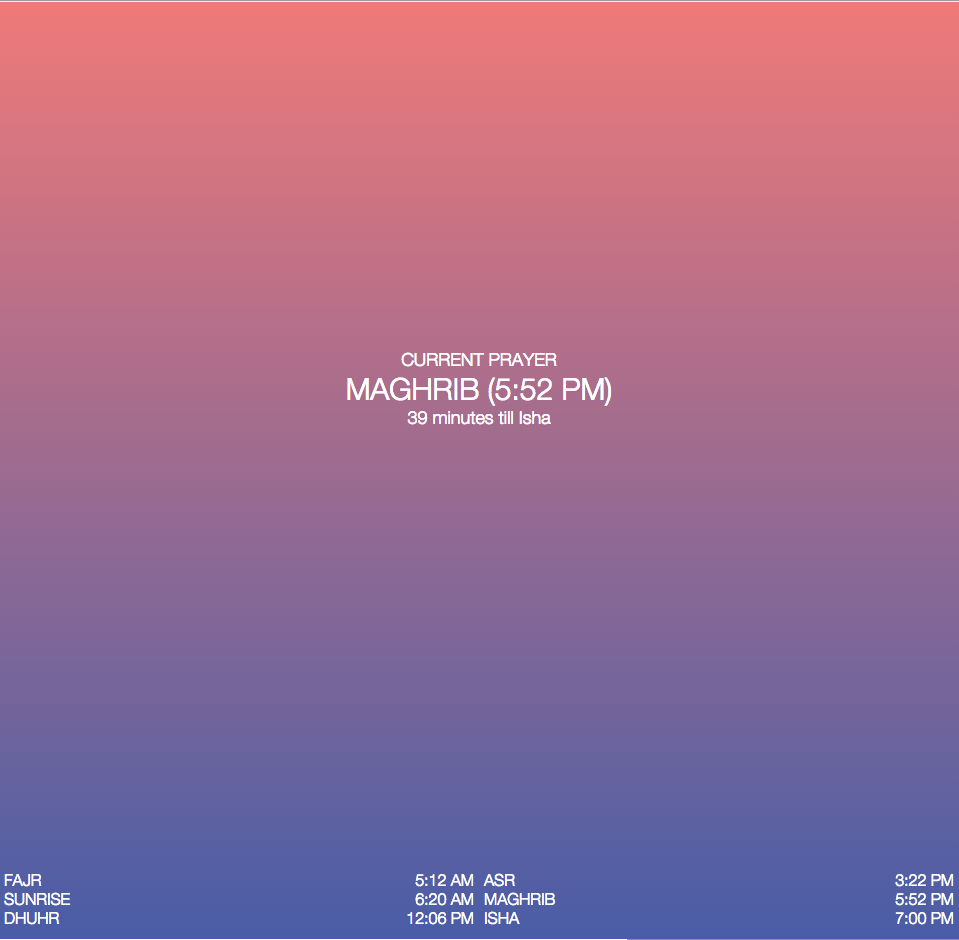 CURRENT PRAYER
MAGHRIB (5:52 PM)
39 minutes till Isha
FAJR 5:12 AM ASR 3:22 PM
SUNRISE 6:20 AM MAGHRIB 5:52 PM
DHUHR 12:06 PM ISHA 7:00 PM